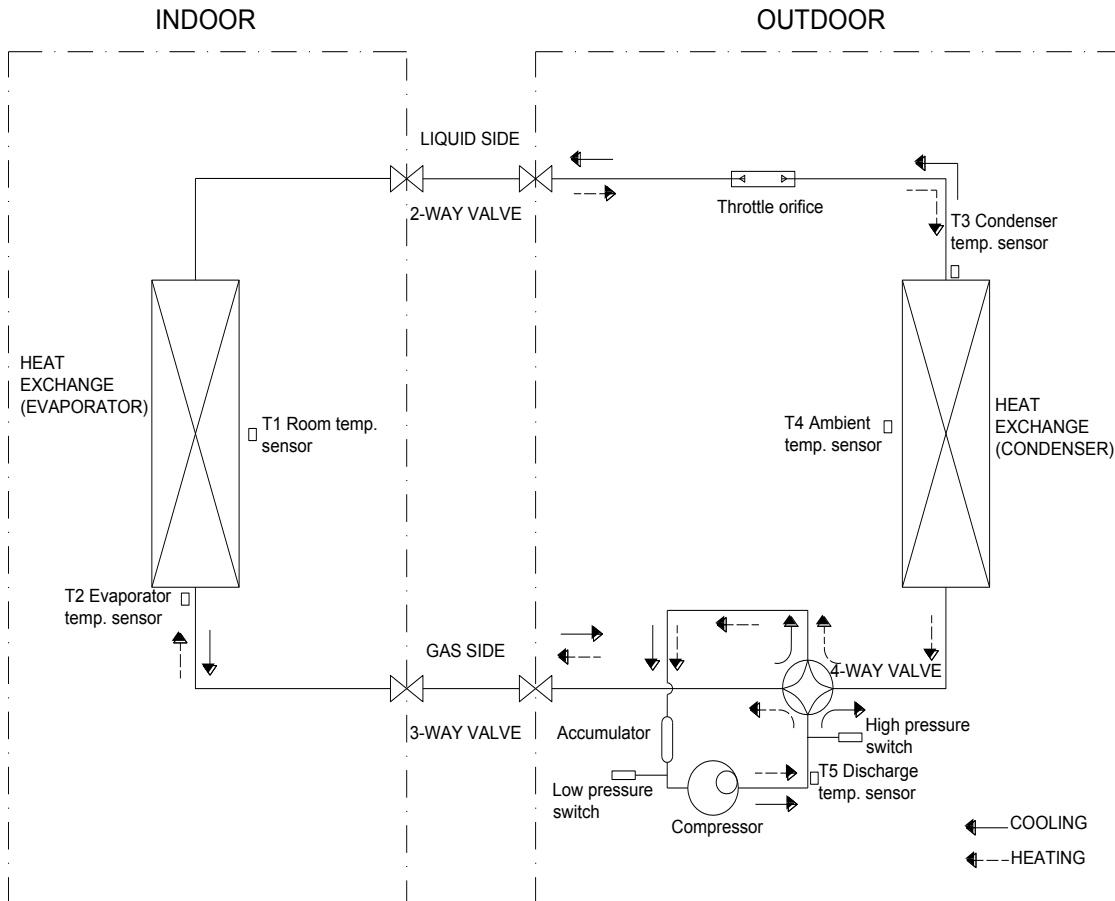 INDOOR
OUTDOOR
LIQUID SIDE
2-WAY VALVE
Throttle orifice
T3 Condenser
temp. sensor
HEAT
EXCHANGE
(EVAPORATOR)
T1 Room temp.
sensor
T4 Ambient
temp. sensor
HEAT
EXCHANGE
(CONDENSER)
T2 Evaporator
temp. sensor
GAS SIDE
3-WAY VALVE
4-WAY VALVE
Accumulator
High pressure
switch
Low pressure
switch
T5 Discharge
temp. sensor
Compressor
COOLING
HEATING